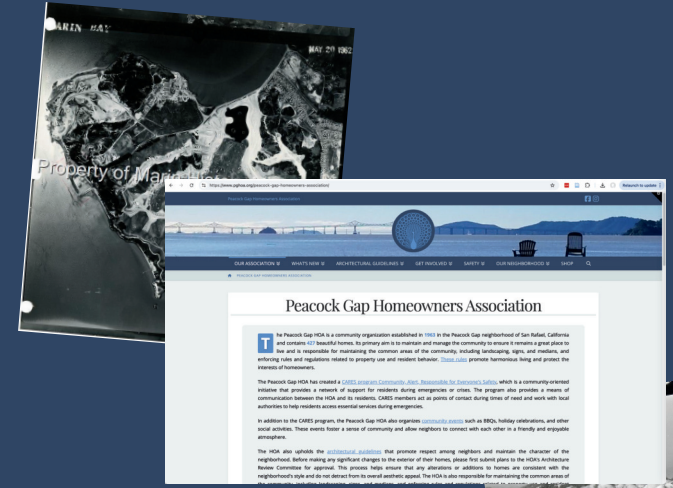 MARIN BAY
MAY 20 1962
Property of Marin
https://www.pghoa.org/peacock-gap-homeowners-association/
Relaunch to update
Peacock Gap Homeowners Association
OUR ASSOCIATION
WHAT'S NEW
ARCHITECTURAL GUIDELINES
GET INVOLVED
SAFETY
OUR NEIGHBORHOOD
SHOP
PEACOCK GAP HOMEOWNERS ASSOCIATION
Peacock Gap Homeowners Association
The Peacock Gap HOA is a community organization established in 1963 in the Peacock Gap neighborhood of San Rafael, California
and contains 427 beautiful homes. Its primary aim is to maintain and manage the community to ensure it remains a great place to
live and is responsible for maintaining the common areas of the community, including landscaping, signs, and medians, and
enforcing rules and regulations related to property use and resident behavior. These rules promote harmonious living and protect the
interests of homeowners.
The Peacock Gap HOA has created a CARES program Community, Alert, Responsible for Everyone's Safety, which is a community-oriented
initiative that provides a network of support for residents during emergencies or crises. The program also provides a means of
communication between the HOA and its residents. CARES members act as points of contact during times of need and work with local
authorities to help residents access essential services during emergencies.
In addition to the CARES program, the Peacock Gap HOA also organizes community events such as BBQs, holiday celebrations, and other
social activities. These events foster a sense of community and allow neighbors to connect with each other in a friendly and enjoyable
atmosphere.
The HOA also upholds the architectural guidelines that promote respect among neighbors and maintain the character of the
neighborhood. Before making any significant changes to the exterior of their homes, please first submit plans to the HOA's Architecture
Review Committee for approval. This process helps ensure that any alterations or additions to homes are consistent with the
neighborhood's style and do not detract from its overall aesthetic appeal. The HOA is also responsible for maintaining the common areas of